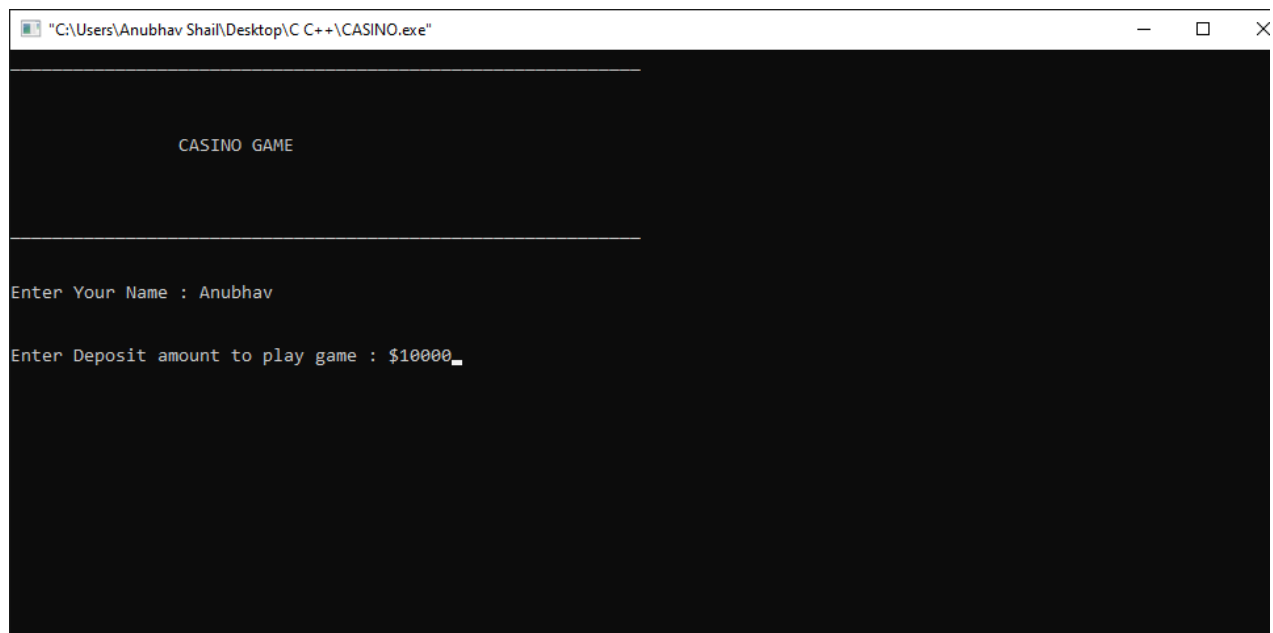 "C:\Users\Anubhav Shail\Desktop\C C++\CASINO.exe"
CASINO GAME
Enter Your Name : Anubhav
Enter Deposit amount to play game : $10000